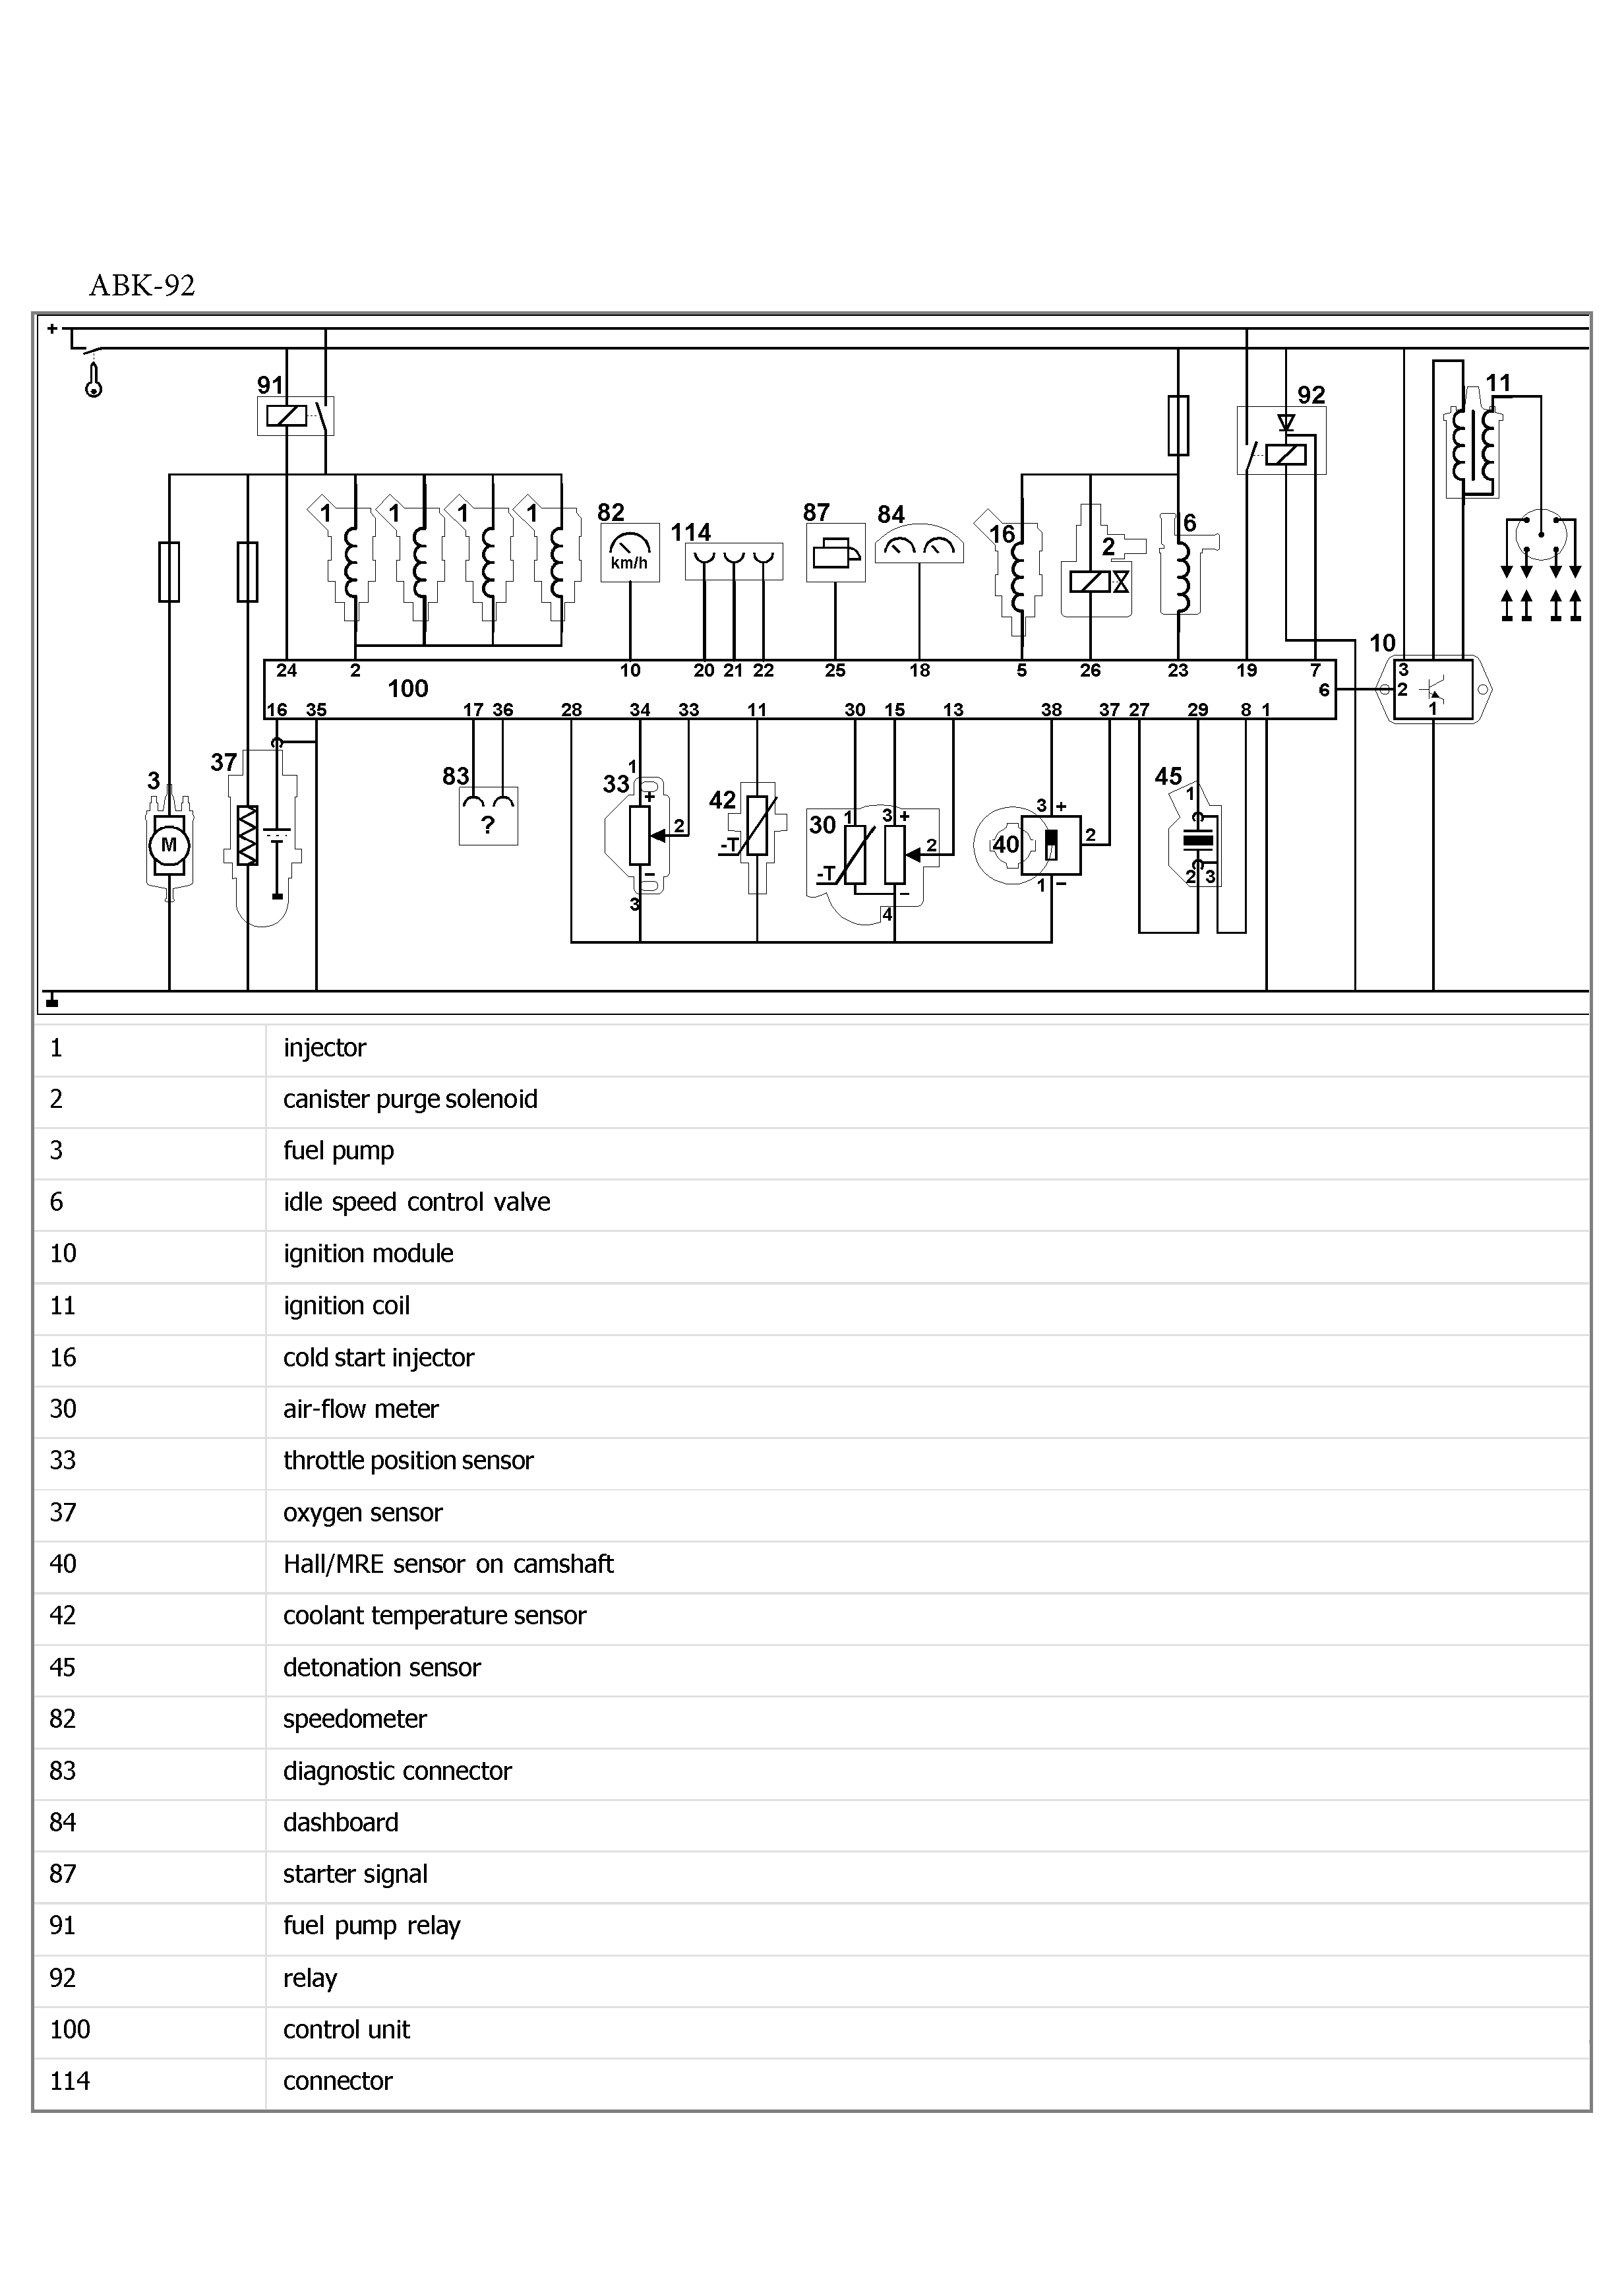 ABK-92
+
91
92
11
1 1 1 1 82 114 87 84 16 2 6
km/h
10
24 2 10 20 21 22 25 18 5 26 23 19 7 3
100 6 2
16 35 17 36 28 34 33 11 30 15 13 38 37 27 29 8 1 1
3 37 83 33 1 42 30 1 3 + 40 3 + 45 1
+ 2 2 2
M ? -T -T
− 3 − 4 1 − 2 3
1 injector
2 canister purge solenoid
3 fuel pump
6 idle speed control valve
10 ignition module
11 ignition coil
16 cold start injector
30 air-flow meter
33 throttle position sensor
37 oxygen sensor
40 Hall/MRE sensor on camshaft
42 coolant temperature sensor
45 detonation sensor
82 speedometer
83 diagnostic connector
84 dashboard
87 starter signal
91 fuel pump relay
92 relay
100 control unit
114 connector